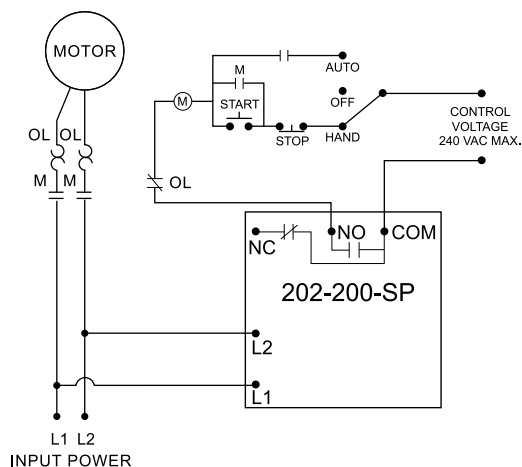 MOTOR
AUTO
M
OFF
START
M
STOP
HAND
CONTROL
VOLTAGE
240 VAC MAX.
OL OL
OL
M M
NC
NO
COM
202-200-SP
L2
L1
L1 L2
INPUT POWER